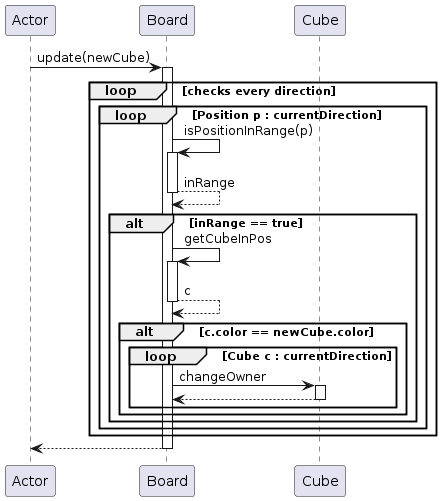 Actor Board Cube
update(newCube)
loop [checks every direction]
loop [Position p : currentDirection]
isPositionInRange(p)
inRange
alt [inRange == true]
getCubeInPos
c
alt [c.color == newCube.color]
loop [Cube c : currentDirection]
changeOwner
Actor Board Cube